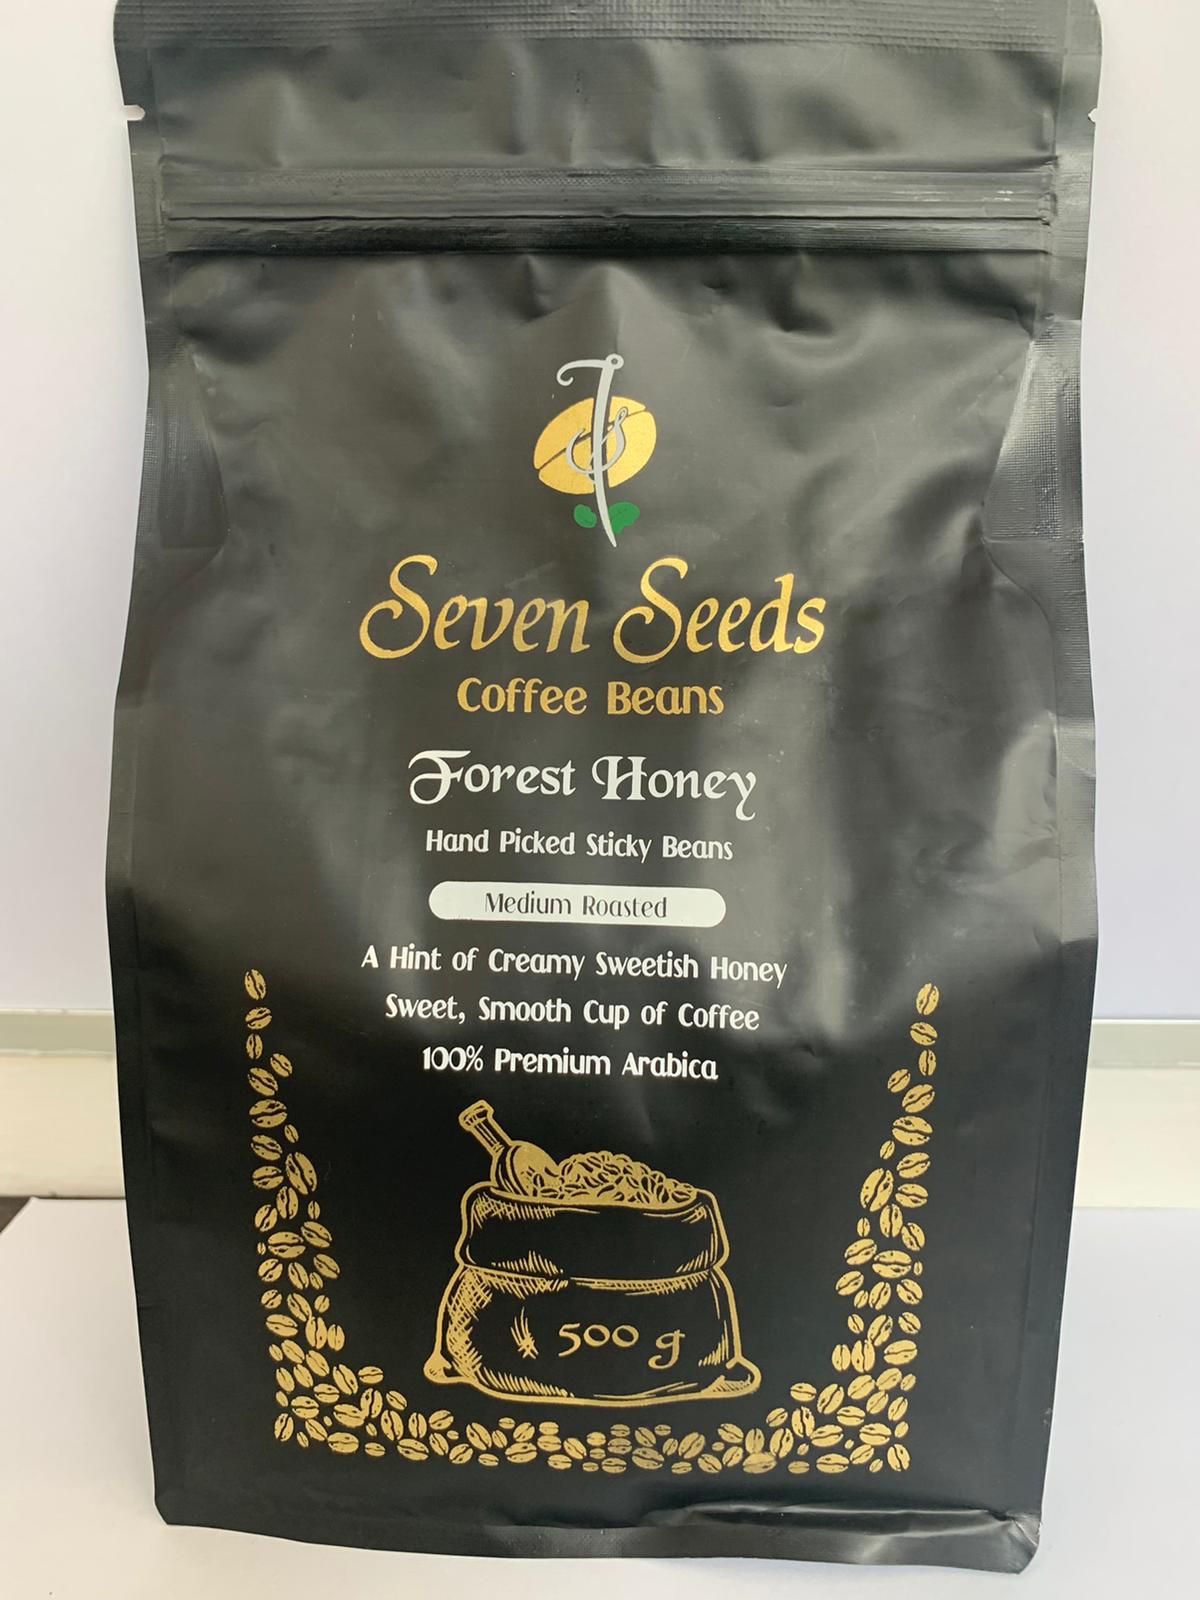 Seven Seeds
Coffee Beans
Forest Honey
Hand Picked Sticky Beans
Medium Roasted
A Hint of Creamy Sweetish Honey
Sweet, Smooth Cup of Coffee
100% Premium Arabica
500 g